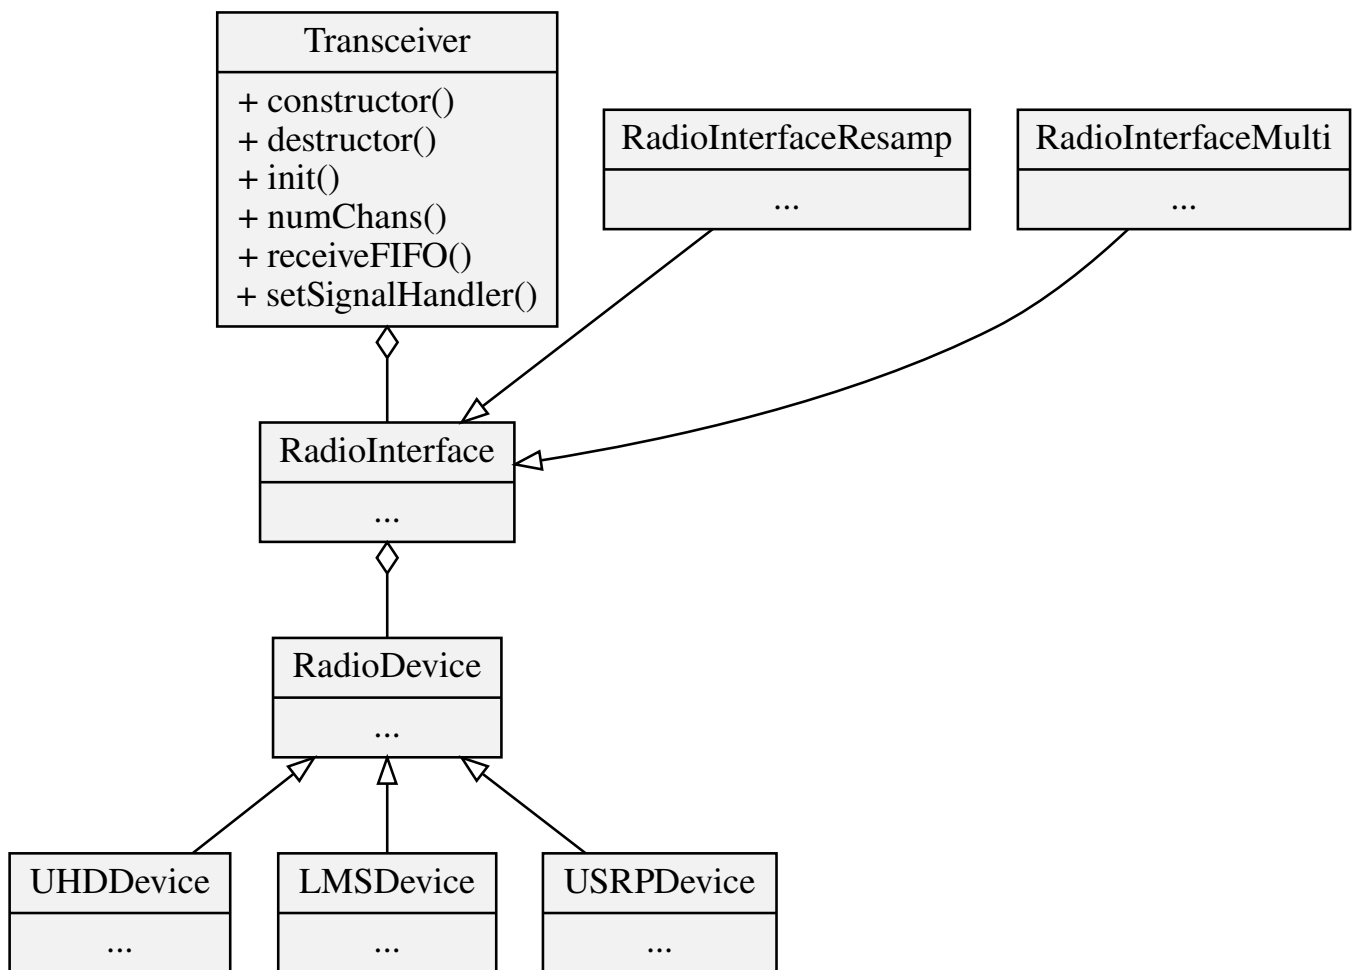 Transceiver
+ constructor()
+ destructor()
+ init()
+ numChans()
+ receiveFIFO()
+ setSignalHandler()
RadioInterfaceResamp
...
RadioInterfaceMulti
...
RadioInterface
...
RadioDevice
...
UHDDevice
...
LMSDevice
...
USRPDevice
...